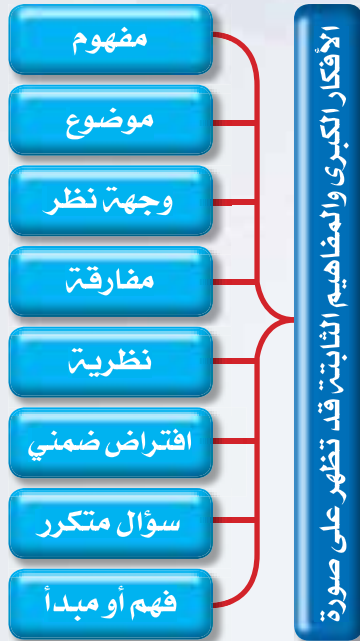 الأفكار الكبرى والمفاهيم الثابتة قد تظهر على صورة
مفهوم
موضوع
وجهة نظر
مفارقة
نظرية
افتراض ضمني
سؤال متكرر
فهم أو مبدأ